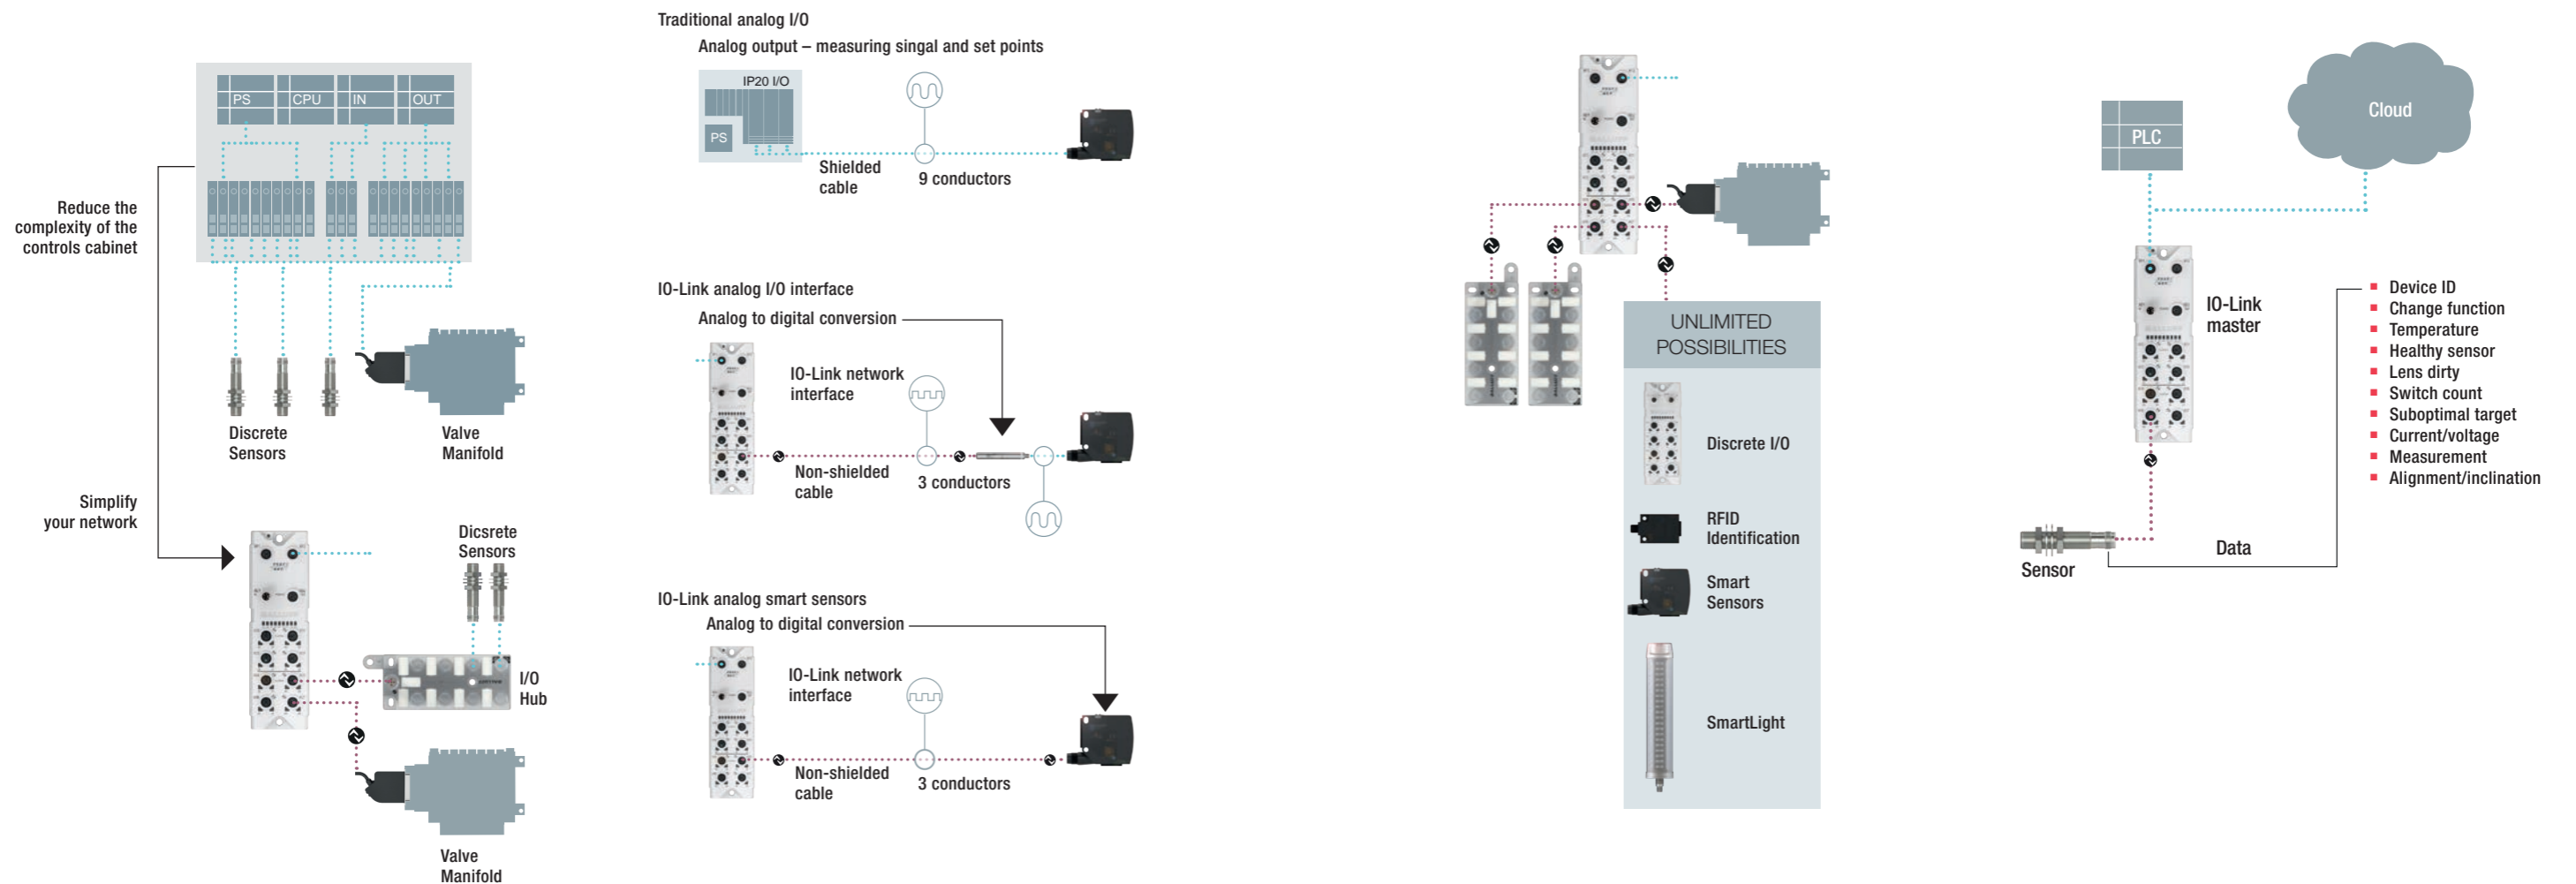 PS
CPU
IN
OUT
Reduce the
complexity of the
controls cabinet
Discrete
Sensors
Valve
Manifold
Simplify
your network
Dicsrete
Sensors
I/O
Hub
Valve
Manifold
Traditional analog I/O
Analog output – measuring singal and set points
IP20 I/O
PS
Shielded
cable
9 conductors
IO-Link analog I/O interface
Analog to digital conversion
IO-Link network
interface
Non-shielded
cable
3 conductors
IO-Link analog smart sensors
Analog to digital conversion
IO-Link network
interface
Non-shielded
cable
3 conductors
UNLIMITED
POSSIBILITIES
Discrete I/O
RFID
Identification
Smart
Sensors
SmartLight
PLC
Cloud
IO-Link
master
Device ID
Change function
Temperature
Healthy sensor
Lens dirty
Switch count
Suboptimal target
Current/voltage
Measurement
Alignment/inclination
Data
Sensor